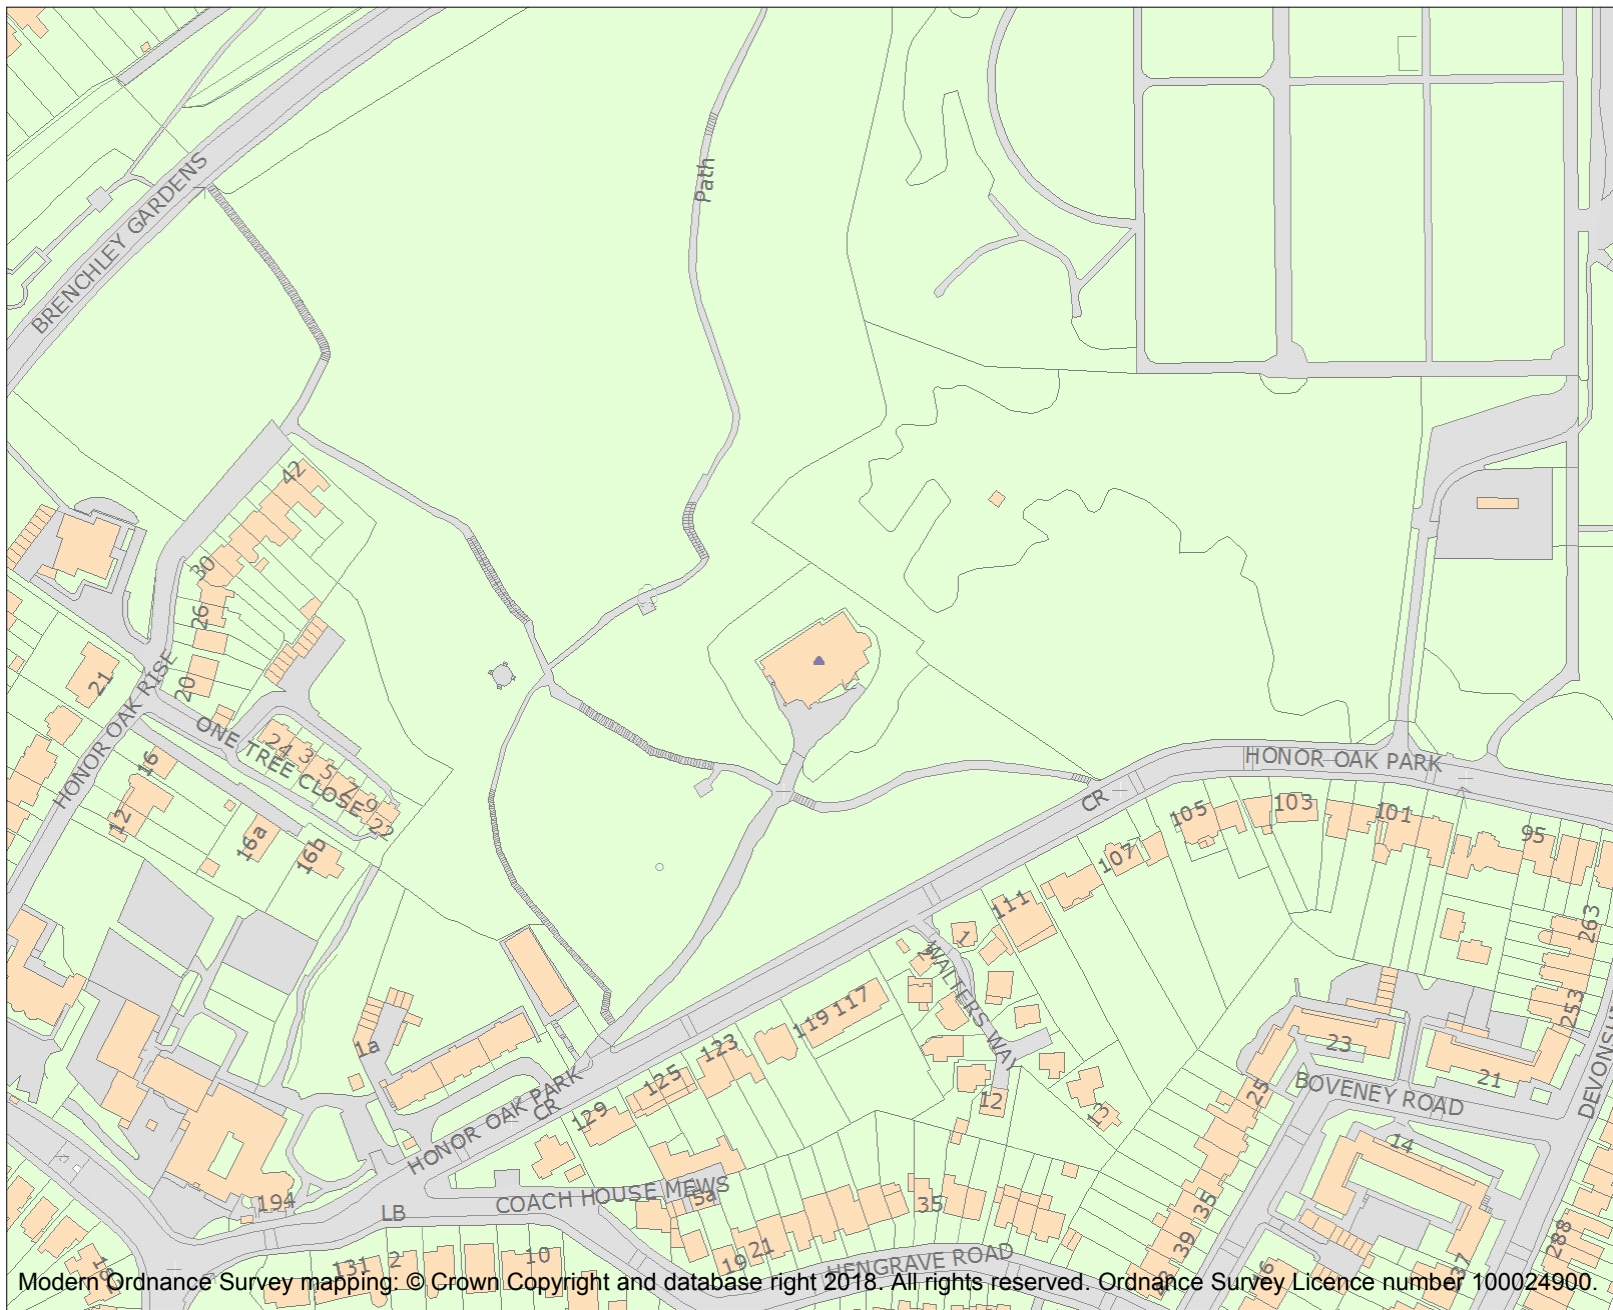 Path
BRENCHLEY GARDENS
42
30
26
20
21
HONOR OAK RISE
ONE TREE CLOSE
24
3
5
7
9
22
16
12
16a
16b
HONOR OAK PARK
CR
105
103
101
95
107
111
1
2
WALTERS WAY
263
253
119
117
123
125
129
1a
HONOR OAK PARK
CR
12
13
23
25
21
BOVENEY ROAD
14
194
LB
COACH HOUSE MEWS
5a
35
35
39
288
37
131
2
10
19
21
HENGRAVE ROAD
Modern Ordnance Survey mapping: © Crown Copyright and database right 2018. All rights reserved. Ordnance Survey Licence number 100024900.